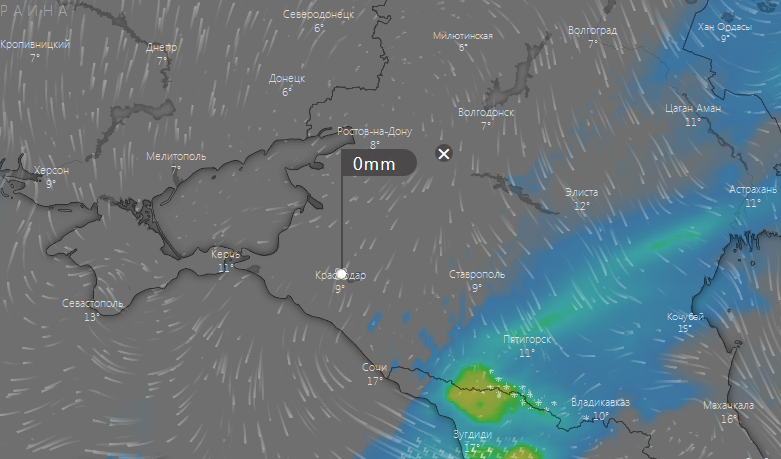 РАИНА
Северодонецк
6°
Милютинская
6°
Волгоград
7°
Хан Ордасы
9°
Кропивницкий
7°
Днепр
7°
Донецк
6°
Волгодонск
7°
Цаган Аман
11°
Ростов-на-Дону
8°
0mm
Мелитополь
7°
Херсон
9°
Элиста
12°
Астрахань
11°
Керчь
11°
Краснодар
9°
Ставрополь
9°
Севастополь
13°
Кочубей
15°
Пятигорск
11°
Сочи
17°
Владикавказ
10°
Махачкала
16°
Зугдиди
17°